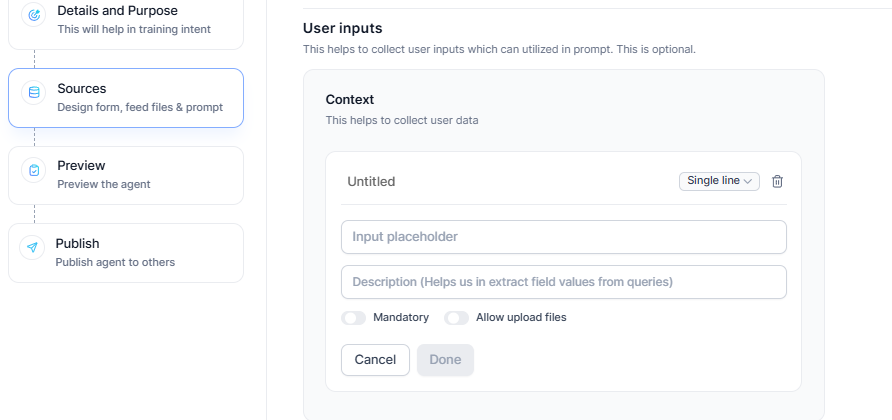 Details and Purpose
This will help in training intent
Sources
Design form, feed files & prompt
Preview
Preview the agent
Publish
Publish agent to others
User inputs
This helps to collect user inputs which can utilized in prompt. This is optional.
Context
This helps to collect user data
Untitled
Single line
Input placeholder
Description (Helps us in extract field values from queries)
Mandatory
Allow upload files
Cancel
Done